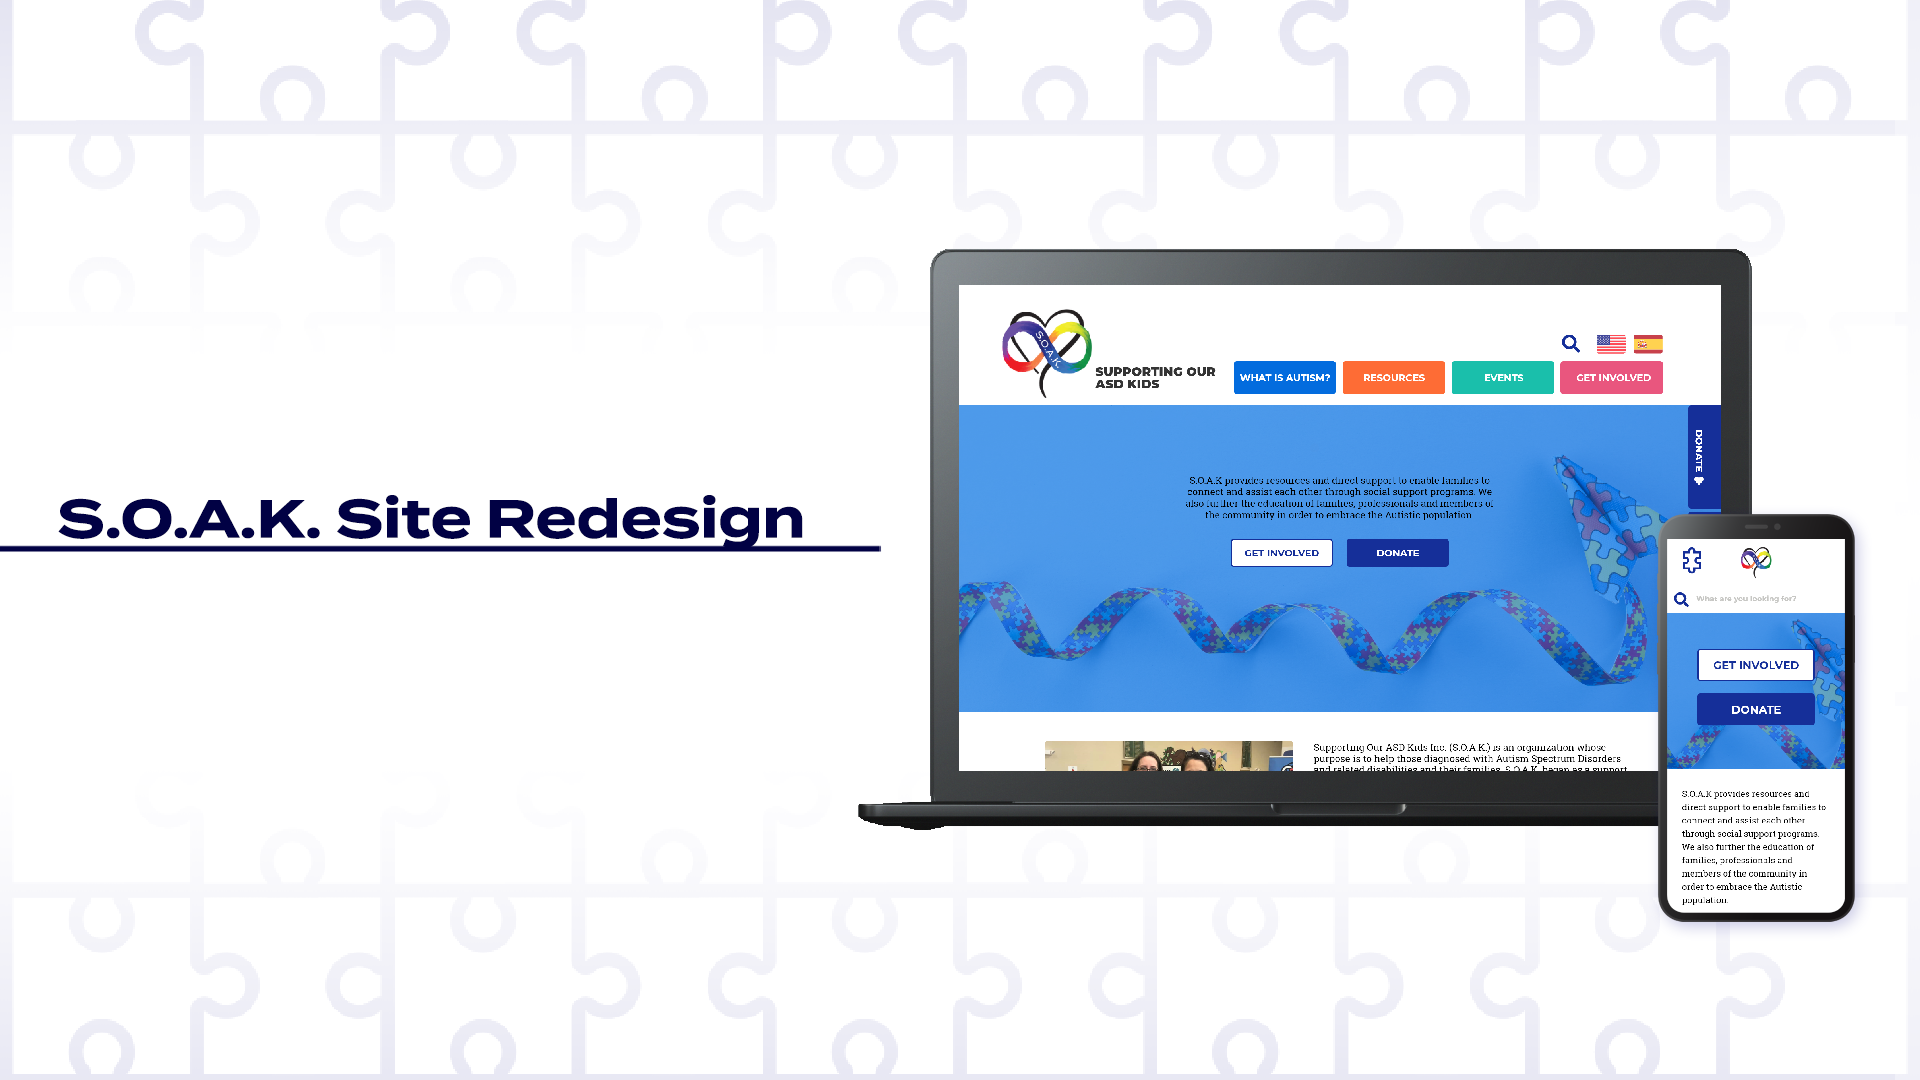 S.O.A.K. Site Redesign
S.O.A.K
SUPPORTING OUR
ASD KIDS
WHAT IS AUTISM?
RESOURCES
EVENTS
GET INVOLVED
DONATE
S.O.A.K provides resources and direct support to enable families to
connect and assist each other through social support programs. We
also further the education of families, professionals and members of
the community in order to embrace the Autistic population
GET INVOLVED
DONATE
Supporting Our ASD Kids Inc. (S.O.A.K.) is an organization whose
purpose is to help those diagnosed with Autism Spectrum Disorders
and related disabilities and their families. S.O.A.K. began as a support
What are you looking for?
GET INVOLVED
DONATE
S.O.A.K provides resources and
direct support to enable families to
connect and assist each other
through social support programs.
We also further the education of
families, professionals and
members of the community in
order to embrace the Autistic
population.